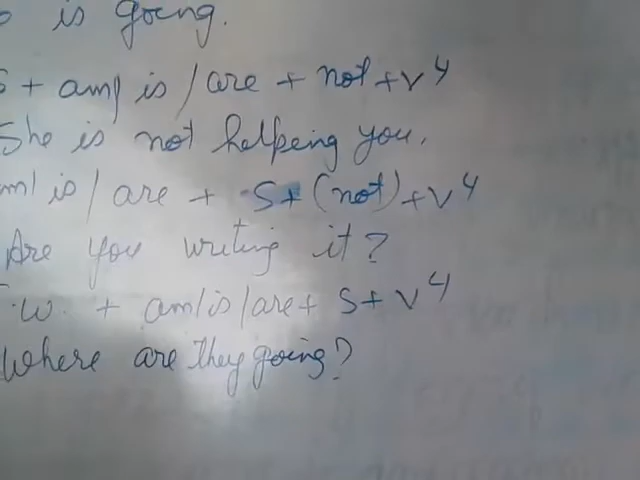 is going.
S + am/ is / are + not + v⁴
She is not helpeing you.
am/ is / are + S + (not) + v⁴
Are you writing it?
.w. + am/is/are + S + v⁴
Where are they going?